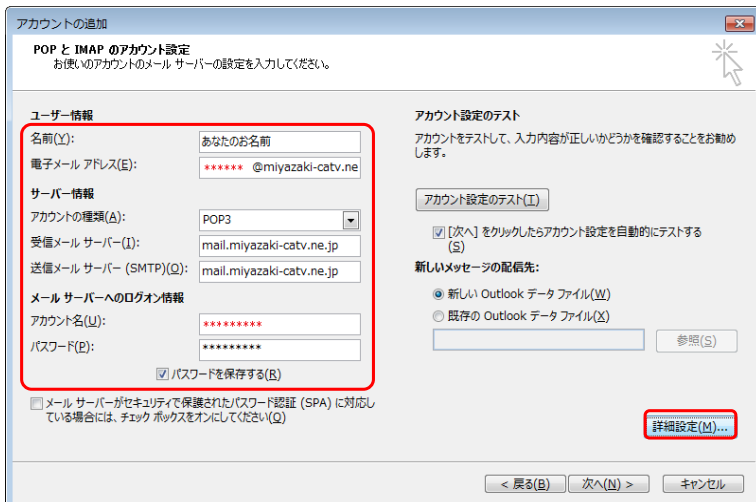 アカウントの追加
POP と IMAP のアカウント設定
お使いのアカウントのメール サーバーの設定を入力してください。
ユーザー情報
名前(Y):
あなたのお名前
電子メール アドレス(E):
****** @miyazaki-catv.ne
サーバー情報
アカウントの種類(A):
POP3
受信メール サーバー(I):
mail.miyazaki-catv.ne.jp
送信メール サーバー (SMTP)(O):
mail.miyazaki-catv.ne.jp
メール サーバーへのログオン情報
アカウント名(U):
*********
パスワード(P):
*********
パスワードを保存する(R)
メール サーバーがセキュリティで保護されたパスワード認証 (SPA) に対応し
ている場合には、チェック ボックスをオンにしてください(Q)
アカウント設定のテスト
アカウントをテストして、入力内容が正しいかどうかを確認することをお勧め
します。
アカウント設定のテスト(T)
[次へ] をクリックしたらアカウント設定を自動的にテストする
(S)
新しいメッセージの配信先:
新しい Outlook データ ファイル(W)
既存の Outlook データ ファイル(X)
参照(S)
詳細設定(M)...
< 戻る(B)
次へ(N) >
キャンセル